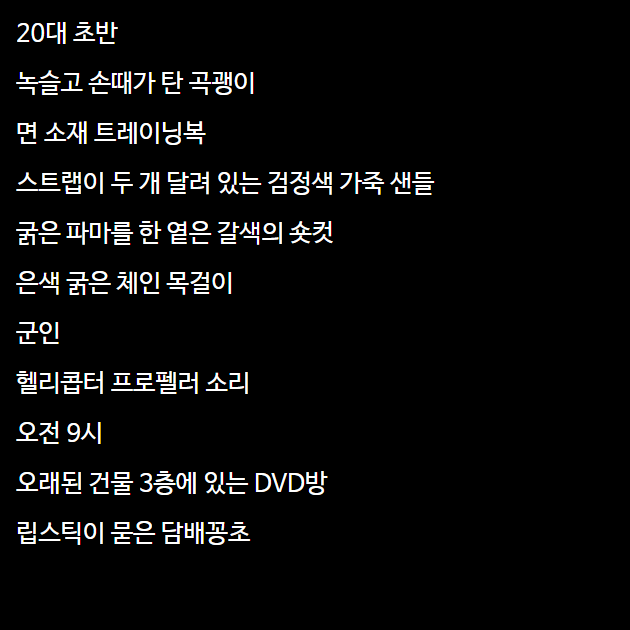 20대 초반
녹슬고 손때가 탄 곡괭이
면 소재 트레이닝복
스트랩이 두 개 달려 있는 검정색 가죽 샌들
굵은 파마를 한 옅은 갈색의 숏컷
은색 굵은 체인 목걸이
군인
헬리콥터 프로펠러 소리
오전 9시
오래된 건물 3층에 있는 DVD방
립스틱이 묻은 담배꽁초